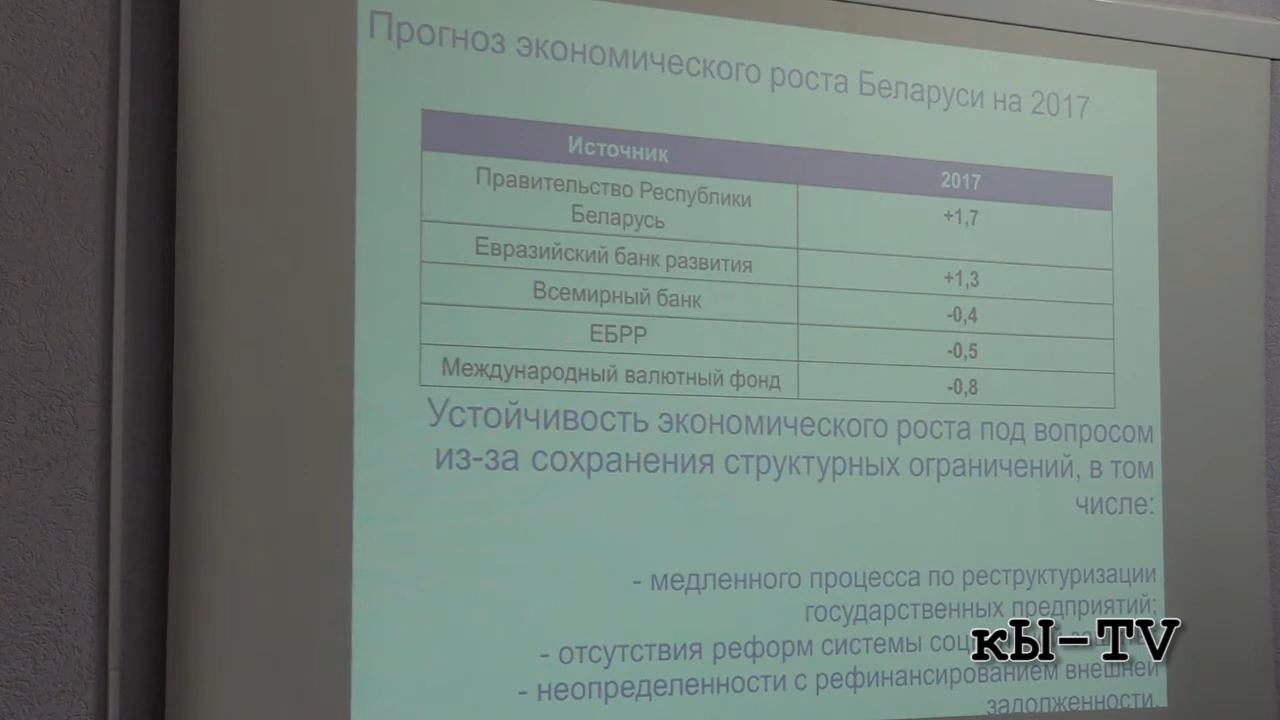 Прогноз экономического роста Беларуси на 2017
Источник
2017
Правительство Республики
Беларусь
+1,7
Евразийский банк развития
+1,3
Всемирный банк
-0,4
ЕБРР
-0,5
Международный валютный фонд
-0,8
Устойчивость экономического роста под вопросом
из-за сохранения структурных ограничений, в том
числе:
- медленного процесса по реструктуризации
государственных предприятий;
- отсутствия реформ системы
- неопределенности с рефинансированием внешней
задолженности.
кЫ-TV